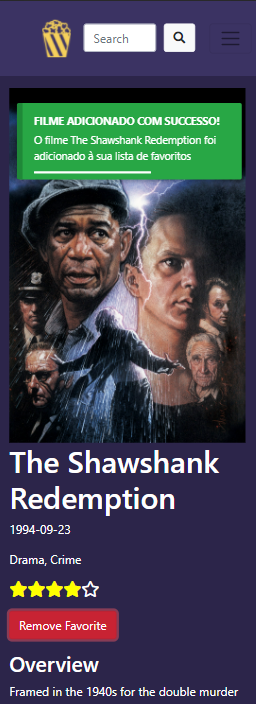 Search
FILME ADICIONADO COM SUCCESSO!
O filme The Shawshank Redemption foi
adicionado à sua lista de favoritos
The Shawshank
Redemption
1994-09-23
Drama, Crime
Remove Favorite
Overview
Framed in the 1940s for the double murder